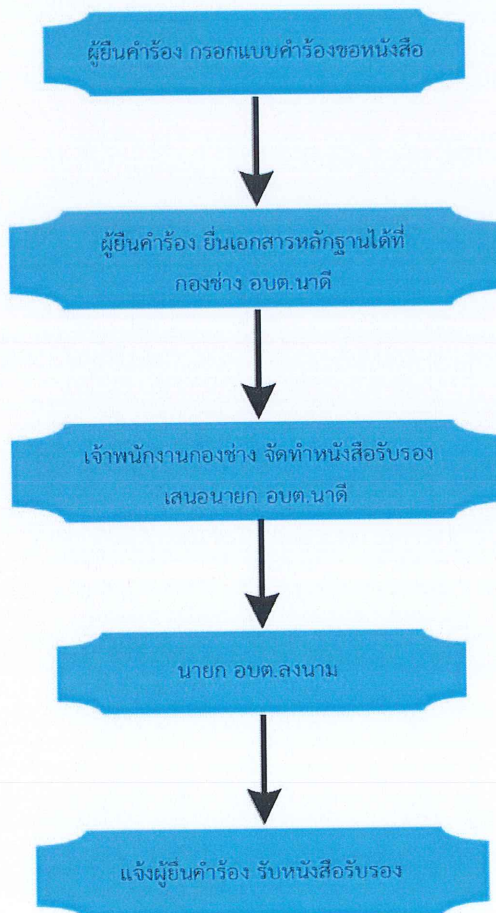 ผู้ยืนคำร้อง กรอกแบบคำร้องขอหนังสือ
ผู้ยืนคำร้อง ยื่นเอกสารหลักฐานได้ที่
กองช่าง อบต.นาดี
เจ้าพนักงานกองช่าง จัดทำหนังสือรับรอง
เสนอนายก อบต.นาดี
นายก อบต.ลงนาม
แจ้งผู้ยืนคำร้อง รับหนังสือรับรอง